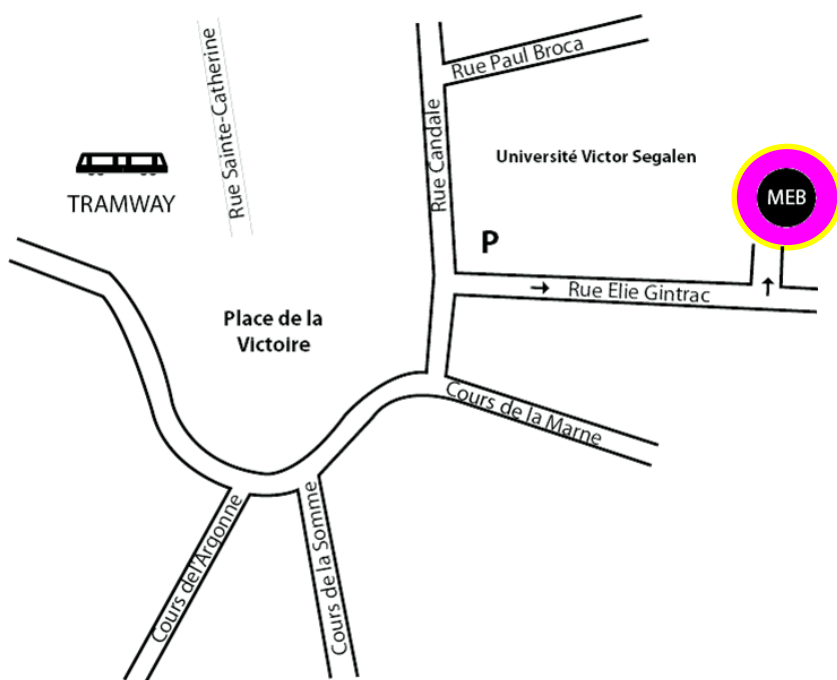 Rue Paul Broca
Rue Sainte-Catherine
Rue Candale
Université Victor Segalen
MEB
TRAMWAY
P
Rue Elie Gintrac
Place de la
Victoire
Cours de la Marne
Cours del'Argonne
Cours de la Somme